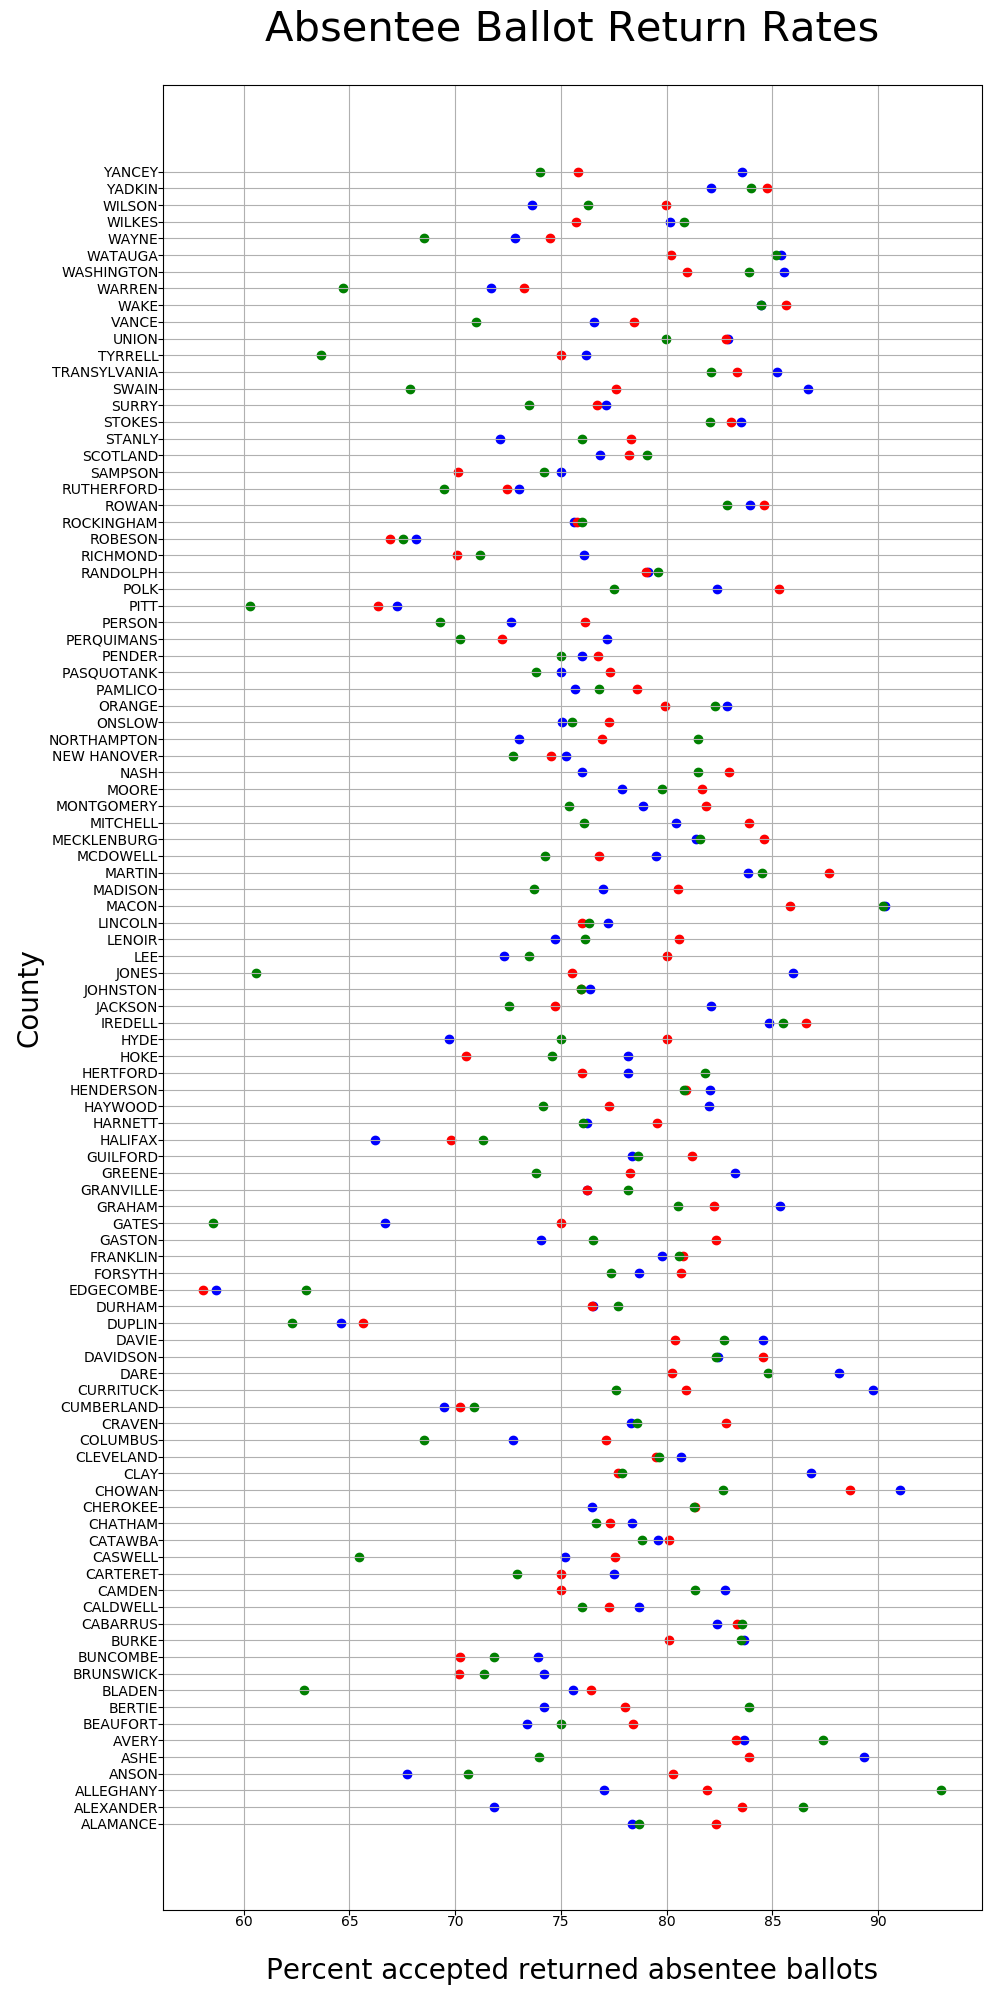 Absentee Ballot Return Rates
YANCEY
YADKIN
WILSON
WILKES
WAYNE
WATAUGA
WASHINGTON
WARREN
WAKE
VANCE
UNION
TYRRELL
TRANSYLVANIA
SWAIN
SURRY
STOKES
STANLY
SCOTLAND
SAMPSON
RUTHERFORD
ROWAN
ROCKINGHAM
ROBESON
RICHMOND
RANDOLPH
POLK
PITT
PERSON
PERQUIMANS
PENDER
PASQUOTANK
PAMLICO
ORANGE
ONSLOW
NORTHAMPTON
NEW HANOVER
NASH
MOORE
MONTGOMERY
MITCHELL
MECKLENBURG
MCDOWELL
MARTIN
MADISON
MACON
LINCOLN
LENOIR
LEE
JONES
JOHNSTON
JACKSON
IREDELL
HYDE
HOKE
HERTFORD
HENDERSON
HAYWOOD
HARNETT
HALIFAX
GUILFORD
GREENE
GRANVILLE
GRAHAM
GATES
GASTON
FRANKLIN
FORSYTH
EDGECOMBE
DURHAM
DUPLIN
DAVIE
DAVIDSON
DARE
CURRITUCK
CUMBERLAND
CRAVEN
COLUMBUS
CLEVELAND
CLAY
CHOWAN
CHEROKEE
CHATHAM
CATAWBA
CASWELL
CARTERET
CAMDEN
CALDWELL
CABARRUS
BURKE
BUNCOMBE
BRUNSWICK
BLADEN
BERTIE
BEAUFORT
AVERY
ASHE
ANSON
ALLEGHANY
ALEXANDER
ALAMANCE
County
60 65 70 75 80 85 90
Percent accepted returned absentee ballots